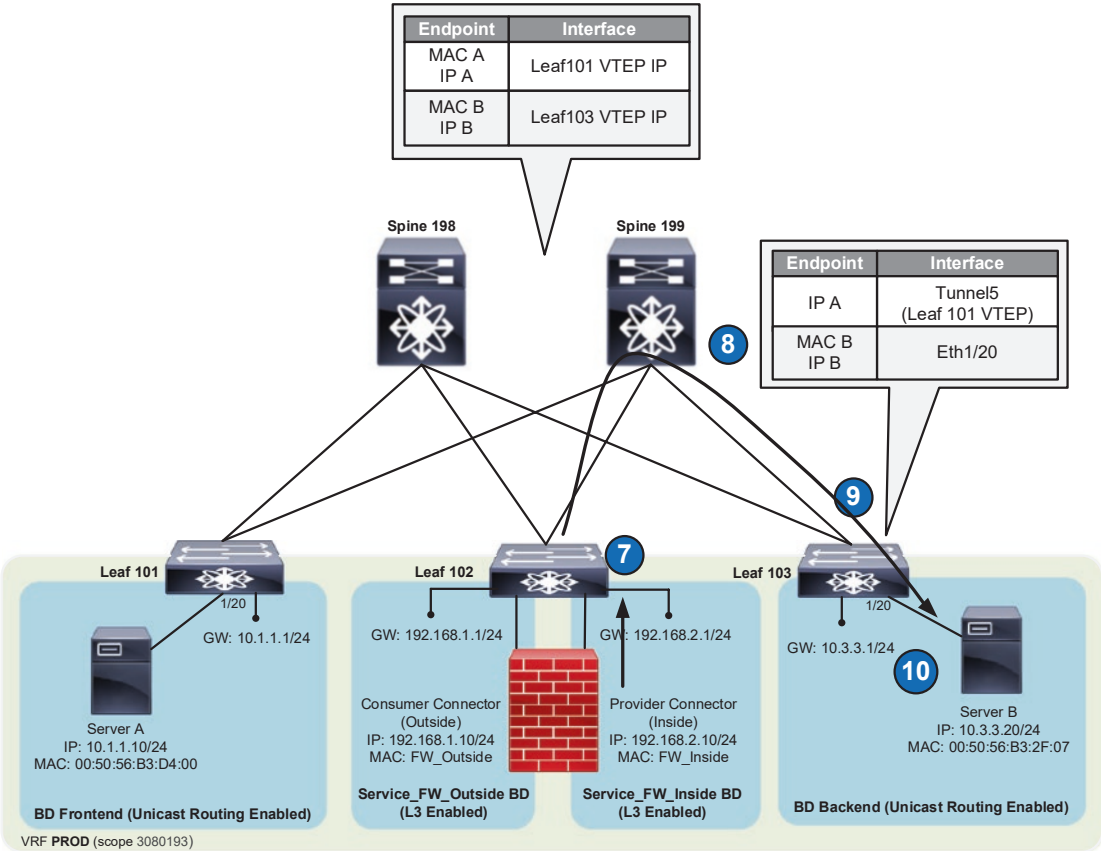 Endpoint Interface
MAC A
IP A
Leaf101 VTEP IP
MAC B
IP B
Leaf103 VTEP IP
Spine 198
Spine 199
Endpoint Interface
IP A
Tunnel5
(Leaf 101 VTEP)
MAC B
IP B
Eth1/20
8
9
7
Leaf 101
Leaf 102
Leaf 103
1/20
1/20
GW: 10.1.1.1/24
GW: 192.168.1.1/24
GW: 192.168.2.1/24
GW: 10.3.3.1/24
10
Server A
IP: 10.1.1.10/24
MAC: 00:50:56:B3:D4:00
Consumer Connector
(Outside)
IP: 192.168.1.10/24
MAC: FW_Outside
Provider Connector
(Inside)
IP: 192.168.2.10/24
MAC: FW_Inside
Server B
IP: 10.3.3.20/24
MAC: 00:50:56:B3:2F:07
BD Frontend (Unicast Routing Enabled)
Service_FW_Outside BD
(L3 Enabled)
Service_FW_Inside BD
(L3 Enabled)
BD Backend (Unicast Routing Enabled)
VRF PROD (scope 3080193)